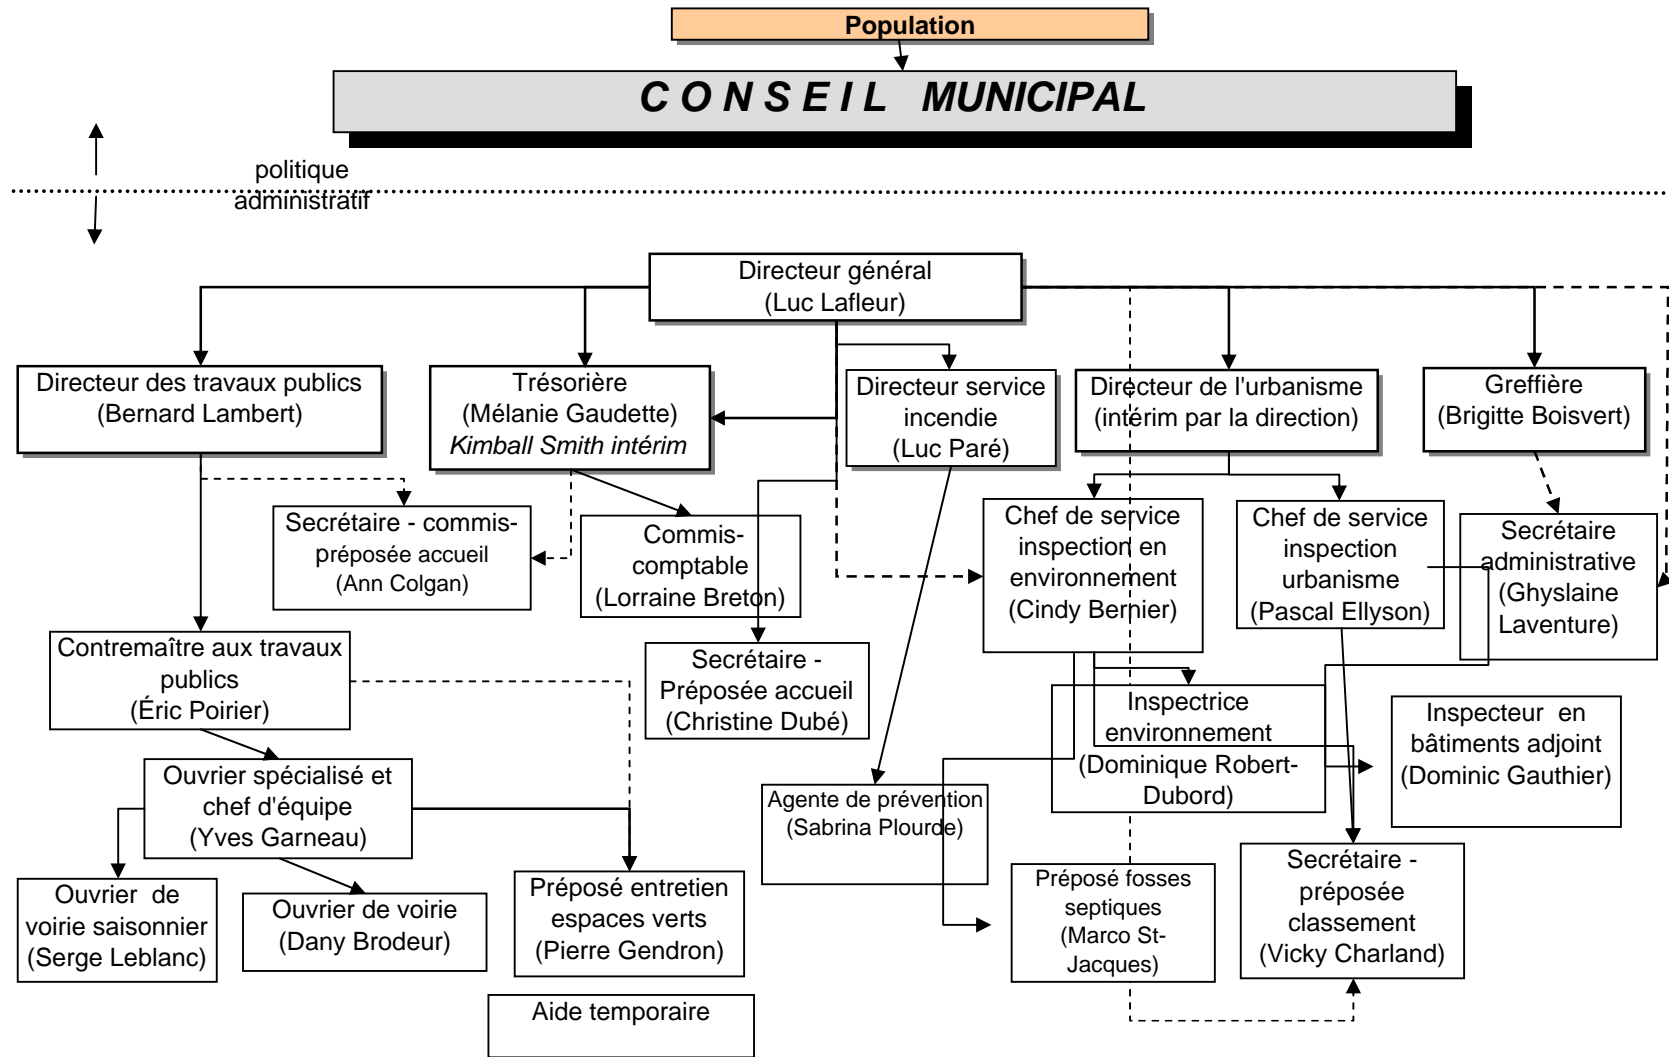 Population
C O N S E I L   MUNICIPAL
politique
administratif
Directeur général
(Luc Lafleur)
Directeur des travaux publics
(Bernard Lambert)
Trésorière
(Mélanie Gaudette)
Kimball Smith intérim
Directeur service
incendie
(Luc Paré)
Directeur de l'urbanisme
(intérim par la direction)
Greffière
(Brigitte Boisvert)
Secrétaire - commis-
préposée accueil
(Ann Colgan)
Commis-
comptable
(Lorraine Breton)
Chef de service
inspection en
environnement
(Cindy Bernier)
Chef de service
inspection
urbanisme
(Pascal Ellyson)
Secrétaire
administrative
(Ghyslaine
Laventure)
Contremaître aux travaux
publics
(Éric Poirier)
Secrétaire -
Préposée accueil
(Christine Dubé)
Inspectrice
environnement
(Dominique Robert-
Dubord)
Inspecteur  en
bâtiments adjoint
(Dominic Gauthier)
Ouvrier spécialisé et
chef d'équipe
(Yves Garneau)
Agente de prévention
(Sabrina Plourde)
Ouvrier  de
voirie saisonnier
(Serge Leblanc)
Ouvrier de voirie
(Dany Brodeur)
Préposé entretien
espaces verts
(Pierre Gendron)
Préposé fosses
septiques
(Marco St-
Jacques)
Secrétaire -
préposée
classement
(Vicky Charland)
Aide temporaire